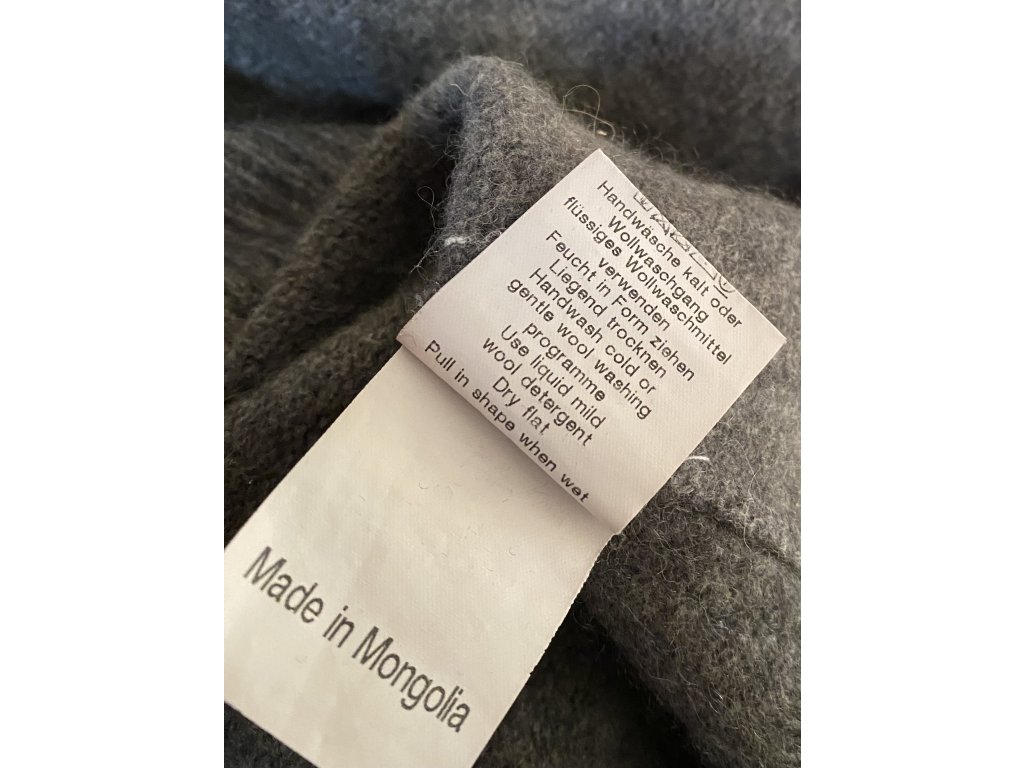 Handwäsche kalt oder
Wollwaschgang
flüssiges Wollwaschmittel
verwenden
Feucht in Form ziehen
Liegend trocknen
Handwash cold or
gentle wool washing
programme
Use liquid mild
wool detergent
Dry flat
Pull in shape when wet
Made in Mongolia